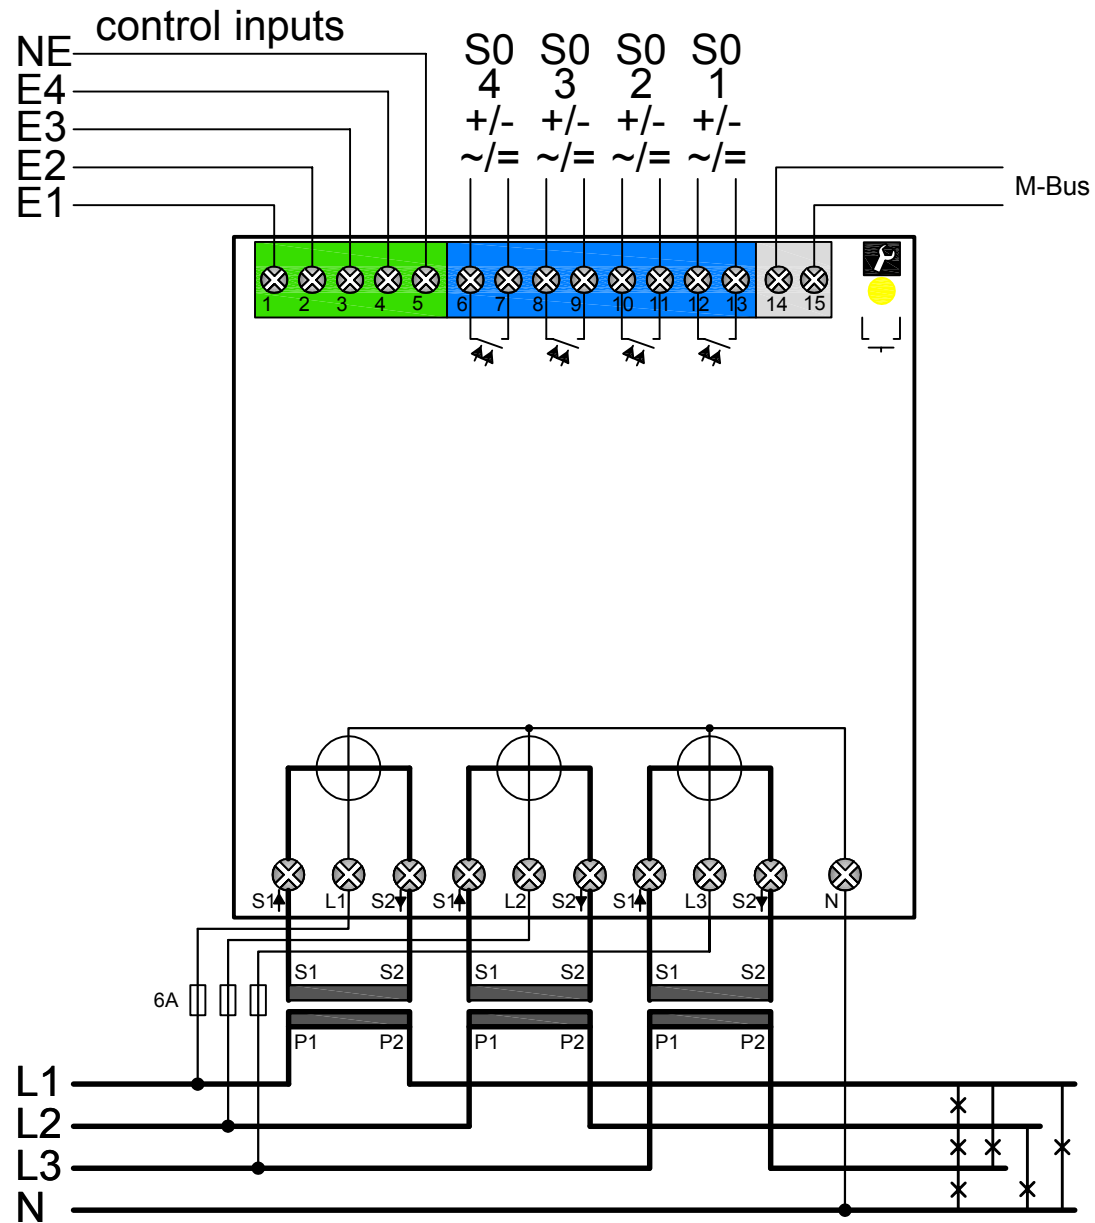 control inputs
NE
E4
E3
E2
E1
S0 S0 S0 S0
4 3 2 1
+/- +/- +/- +/-
~/= ~/= ~/= ~/=
M-Bus
1 2 3 4 5 6 7 8 9 10 11 12 13 14 15
S1 L1 S2 S1 L2 S2 S1 L3 S2 N
S1 S2 S1 S2 S1 S2
6A
P1 P2 P1 P2 P1 P2
L1
L2
L3
N